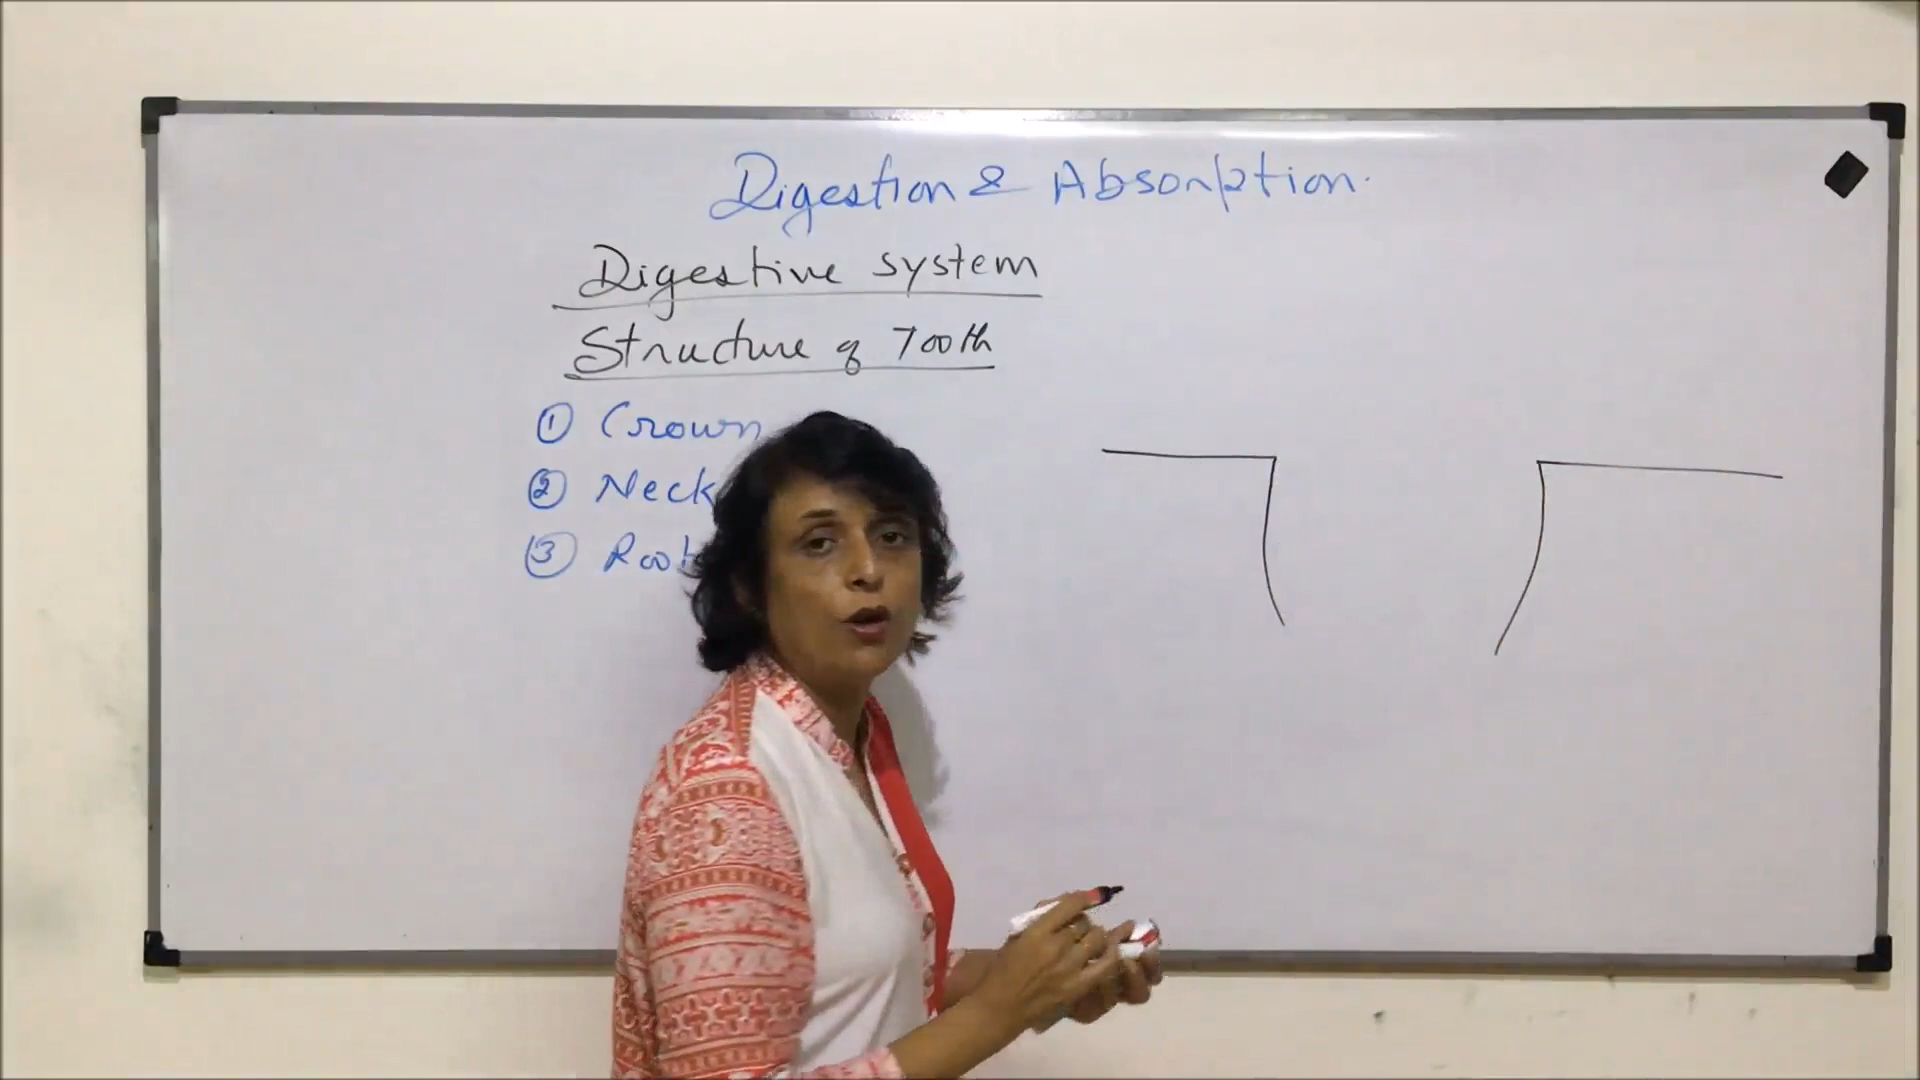 Digestion & Absorption.
Digestive system
Structure of Tooth
① Crown
② Neck
③ Root